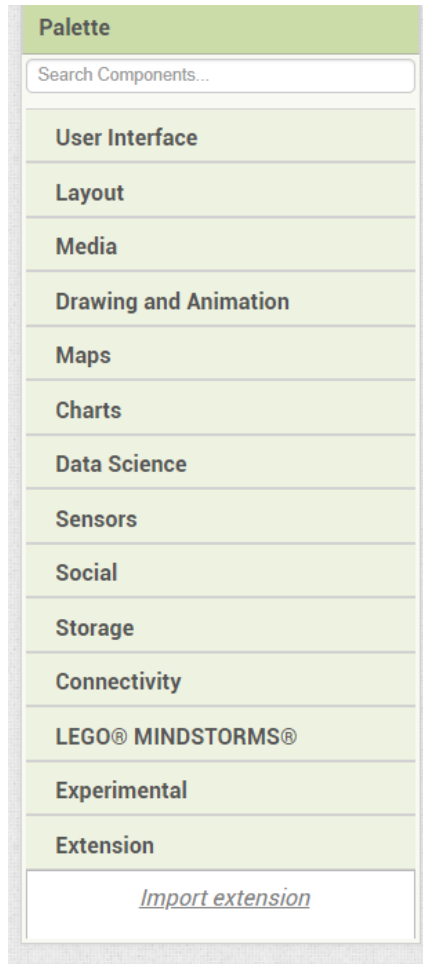 Palette
Search Components...
User Interface
Layout
Media
Drawing and Animation
Maps
Charts
Data Science
Sensors
Social
Storage
Connectivity
LEGO® MINDSTORMS®
Experimental
Extension
Import extension